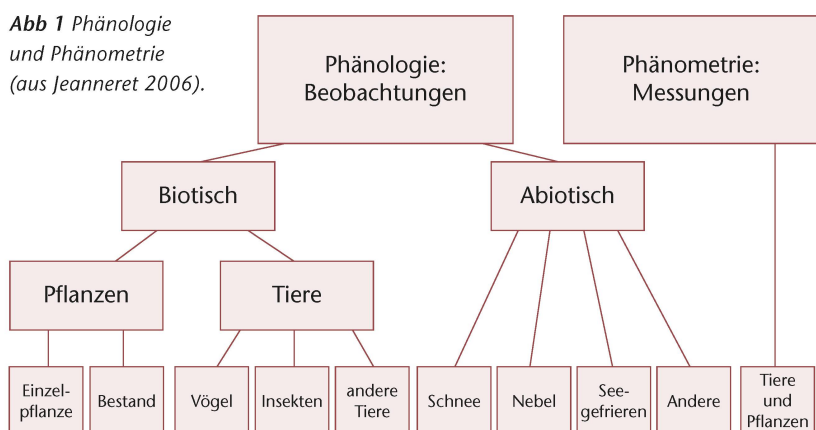 Abb 1 Phänologie
und Phänometrie
(aus Jeanneret 2006).
Phänologie:
Beobachtungen
Phänometrie:
Messungen
Biotisch
Abiotisch
Pflanzen
Tiere
Einzel-
pflanze
Bestand
Vögel
Insekten
andere
Tiere
Schnee
Nebel
See-
gefrieren
Andere
Tiere
und
Pflanzen